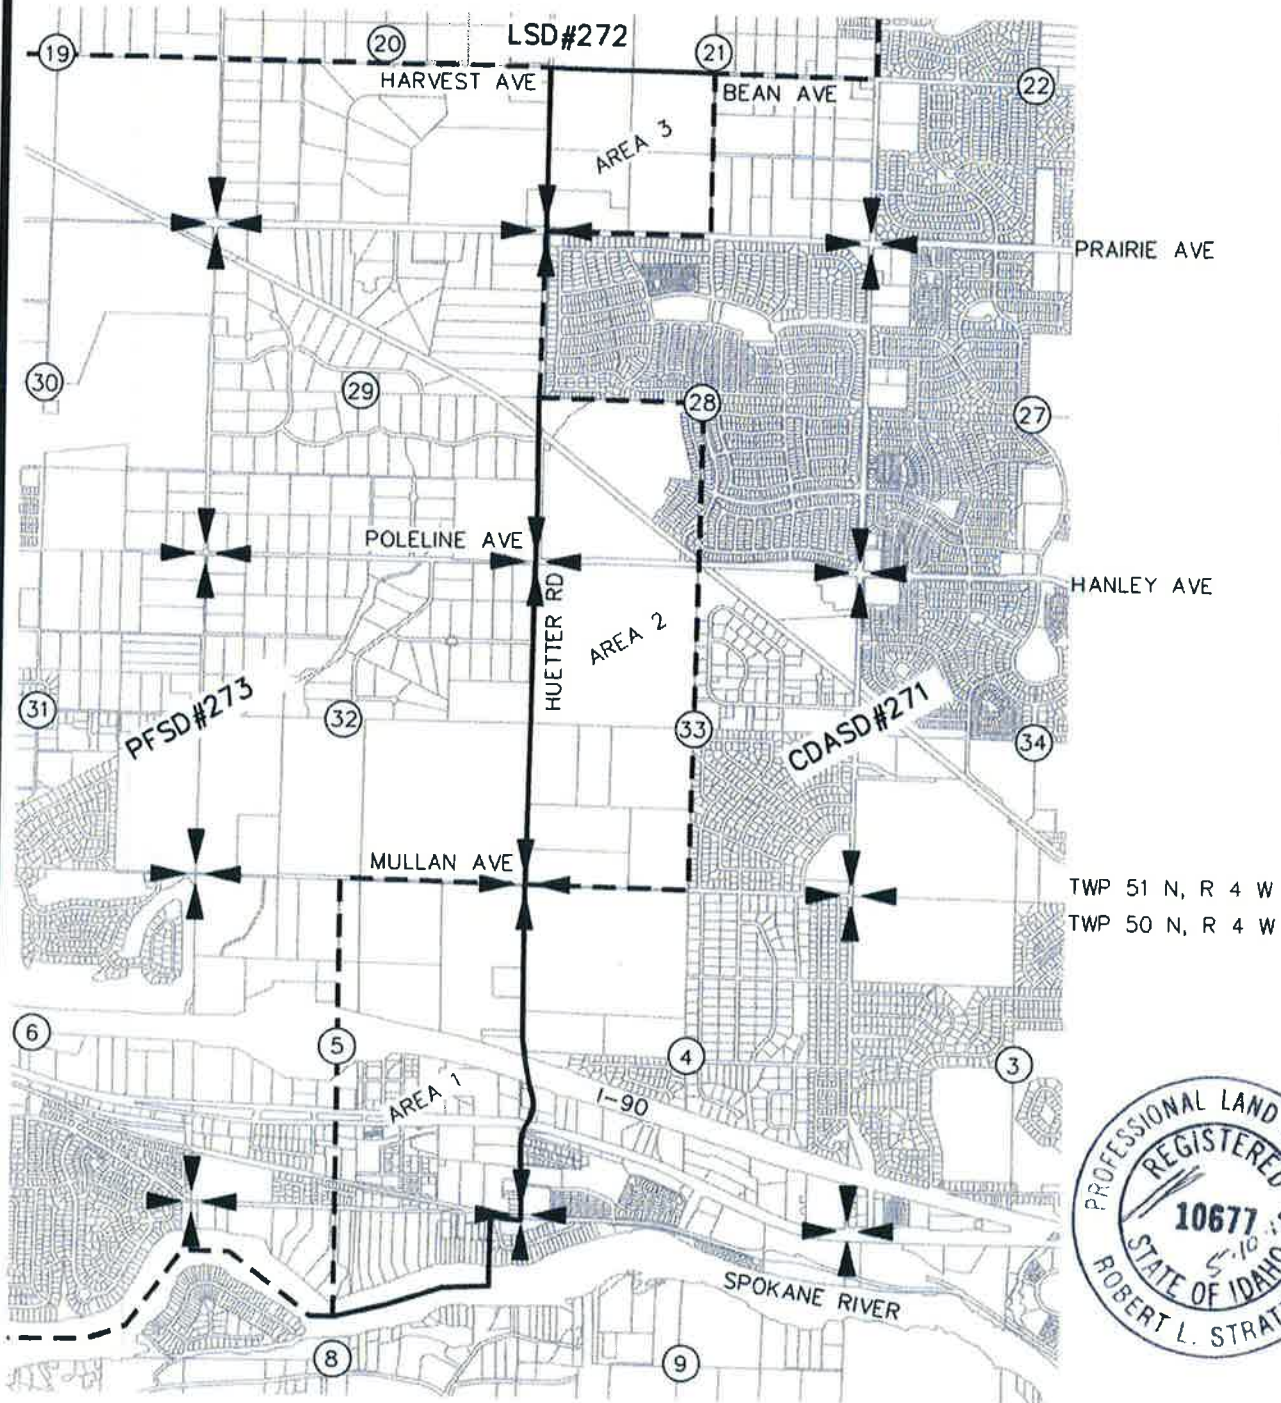 LSD#272
19
20
21
HARVEST AVE
BEAN AVE
22
AREA 3
PRAIRIE AVE
30
29
28
27
POLELINE AVE
HANLEY AVE
HUETTER RD
AREA 2
31
PFSD#273
32
33
CDASD#271
34
MULLAN AVE
TWP 51 N, R 4 W
TWP 50 N, R 4 W
6
5
4
3
AREA 1
I-90
SPOKANE RIVER
8
9
PROFESSIONAL LAND
REGISTERED
10677
STATE OF IDAHO
ROBERT L.